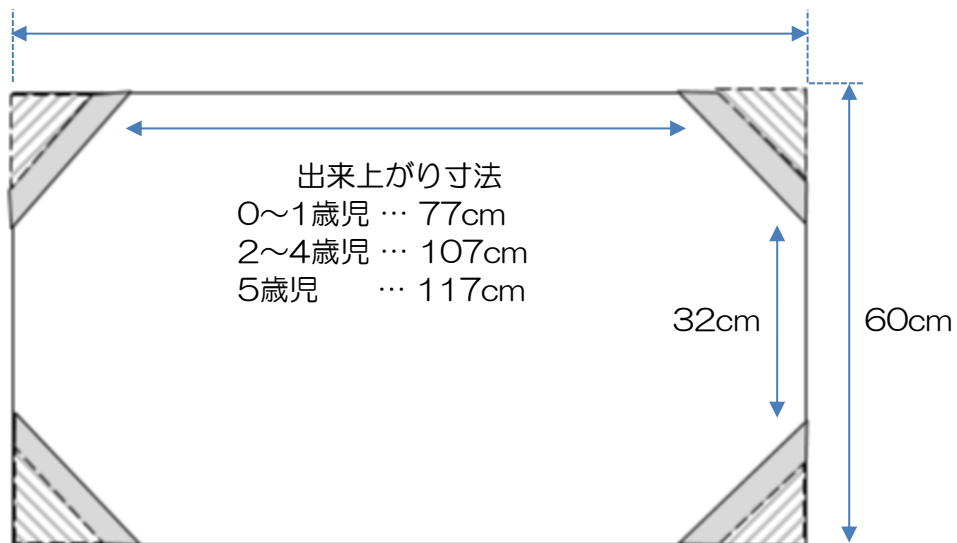 出来上がり寸法
0～1歳児 … 77cm
2～4歳児 … 107cm
5歳児　　… 117cm
32cm
60cm